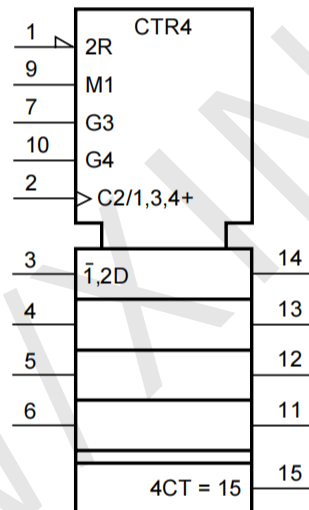 CTR4
1 2R
9 M1
7 G3
10 G4
2 C2/1,3,4+
3 1̄,2D 14
4 13
5 12
6 11
4CT = 15 15